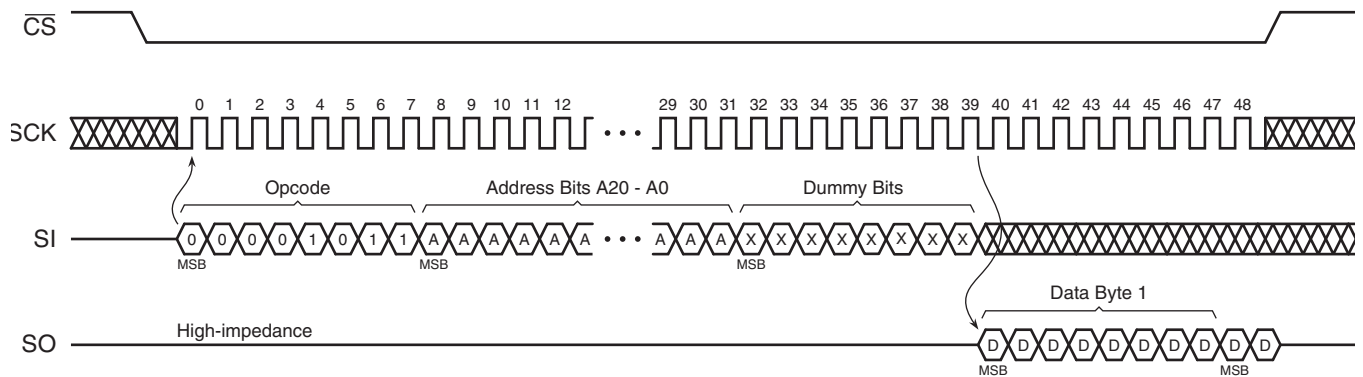 CS
0 1 2 3 4 5 6 7 8 9 10 11 12 29 30 31 32 33 34 35 36 37 38 39 40 41 42 43 44 45 46 47 48
SCK • • •
Opcode Address Bits A20 - A0 Dummy Bits
SI 0 0 0 0 1 0 1 1 A A A A A A • • • A A A X X X X X X X X
MSB MSB MSB
Data Byte 1
High-impedance
SO D D D D D D D D D D
MSB MSB